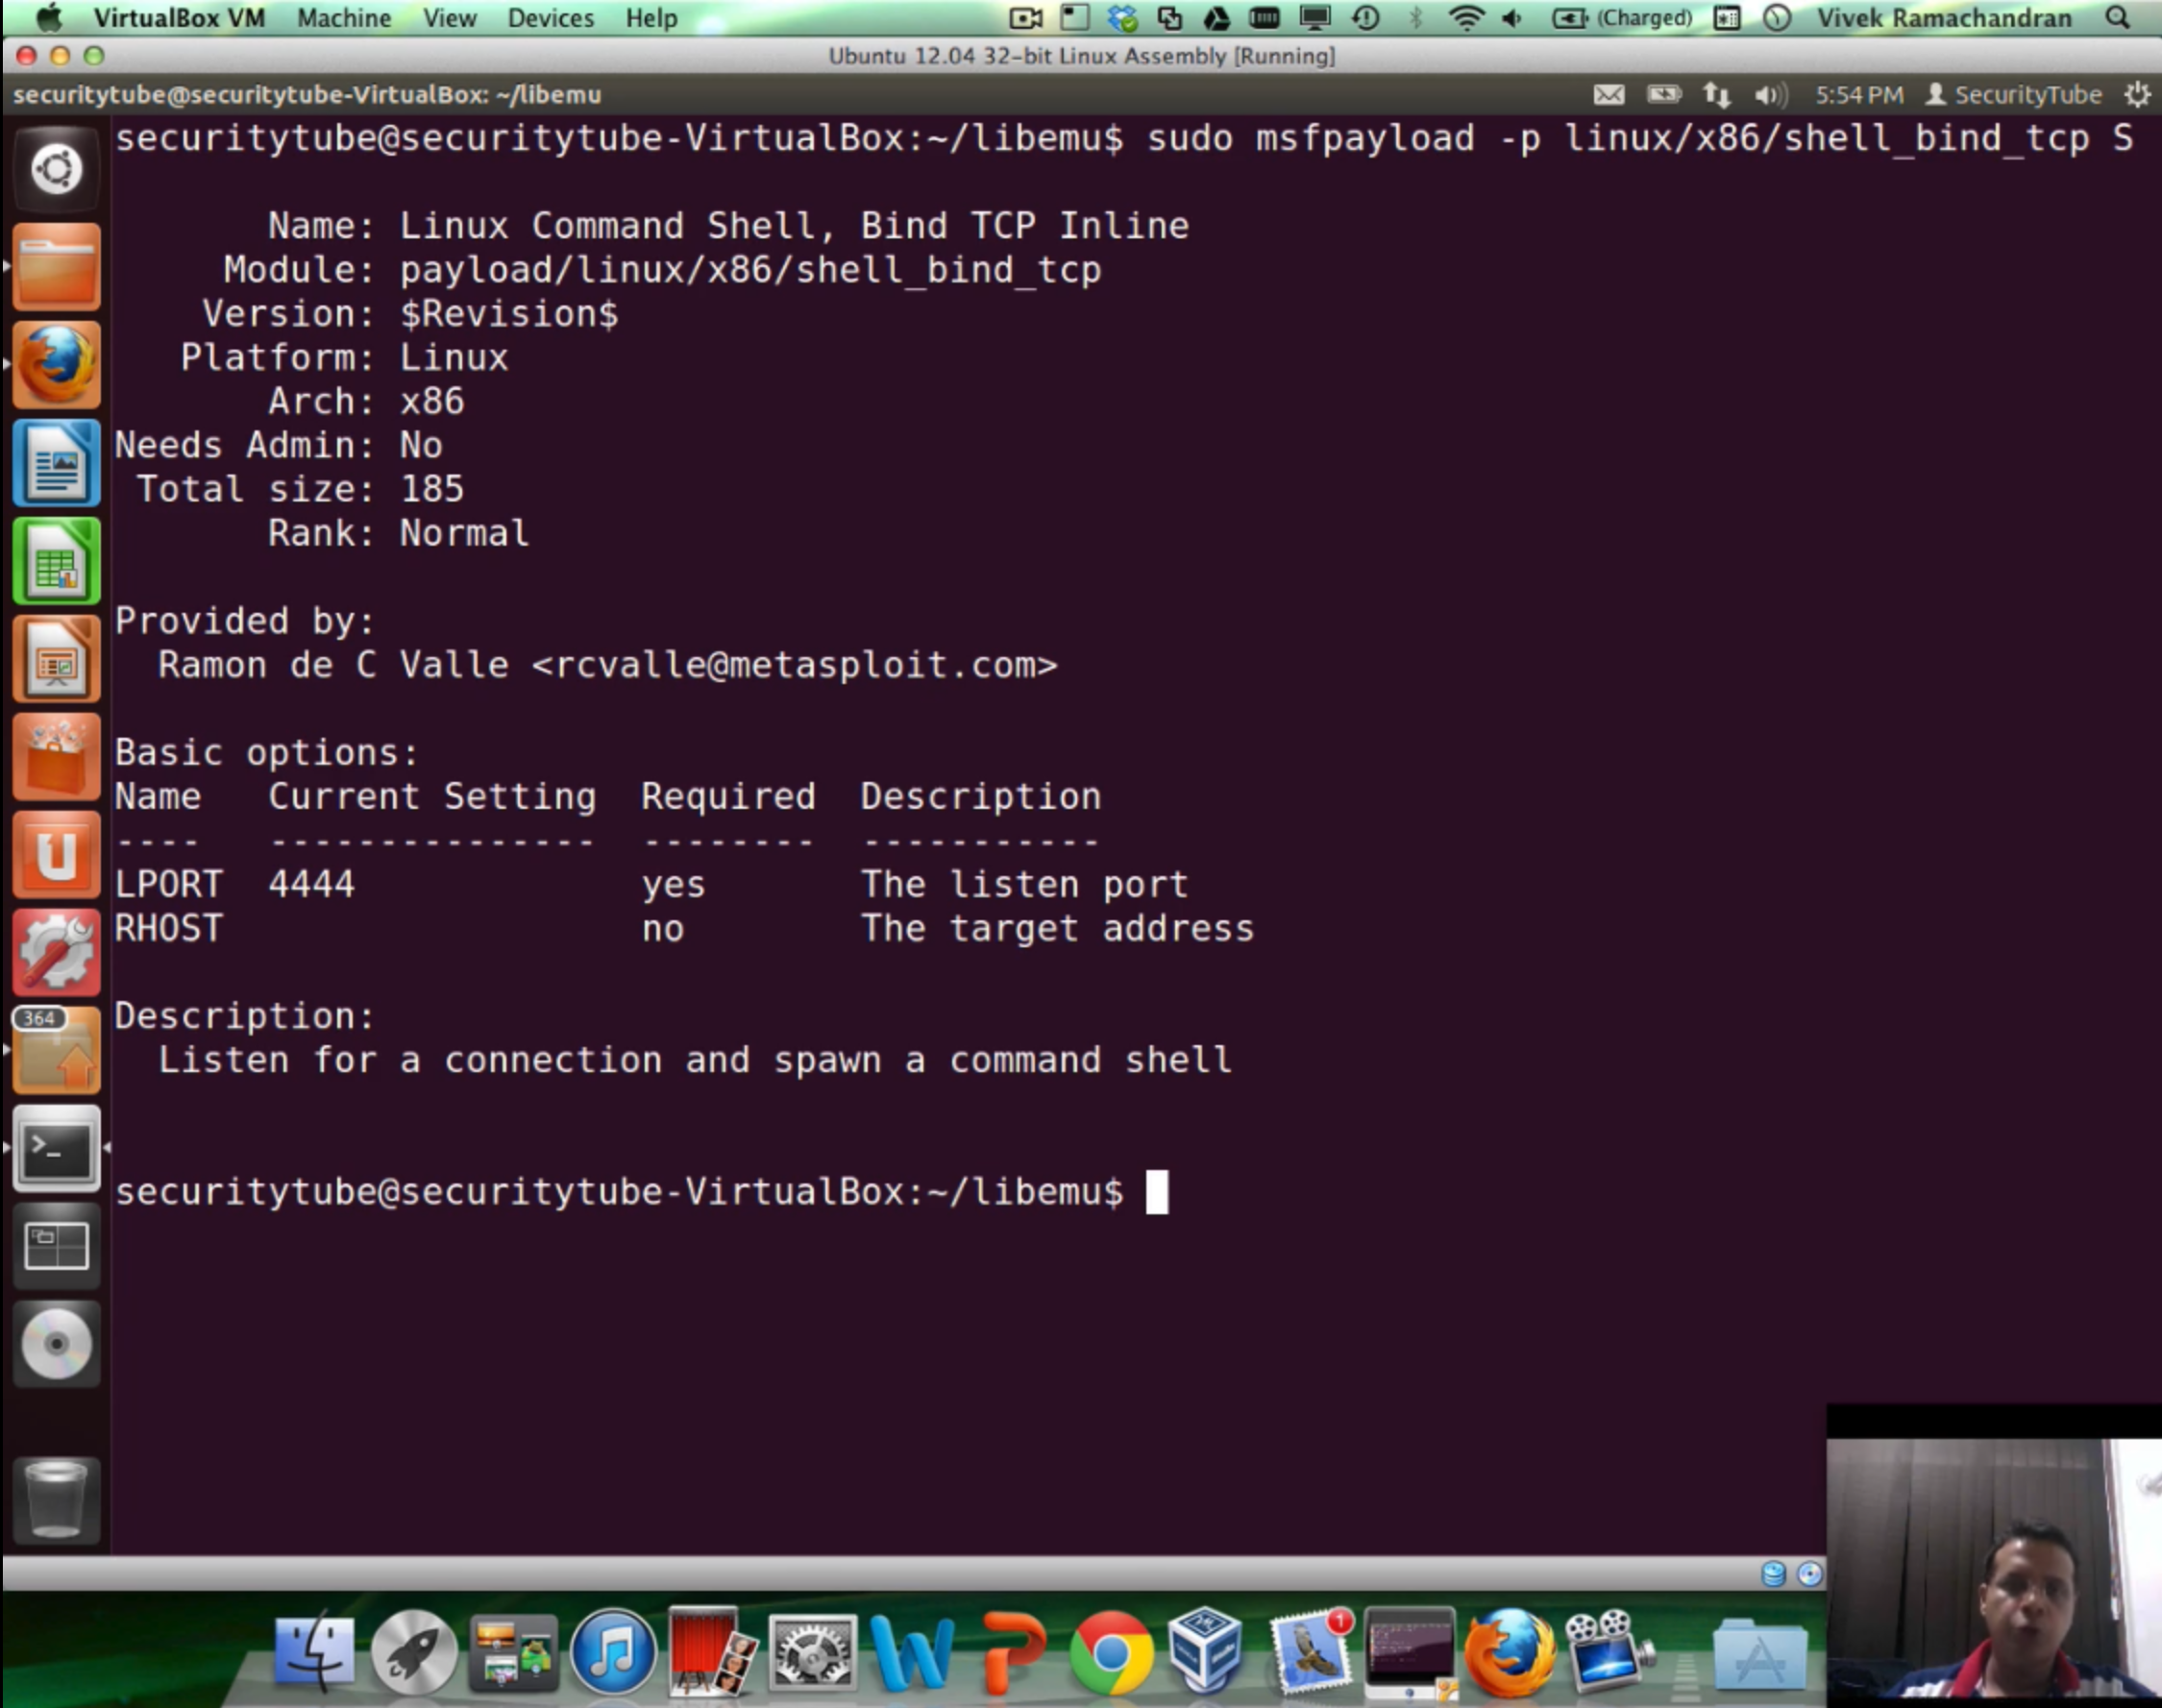 VirtualBox VM Machine View Devices Help (Charged) Vivek Ramachandran
Ubuntu 12.04 32-bit Linux Assembly [Running]
securitytube@securitytube-VirtualBox: ~/libemu 5:54 PM SecurityTube
securitytube@securitytube-VirtualBox:~/libemu$ sudo msfpayload -p linux/x86/shell_bind_tcp S
Name: Linux Command Shell, Bind TCP Inline
Module: payload/linux/x86/shell_bind_tcp
Version: $Revision$
Platform: Linux
Arch: x86
Needs Admin: No
Total size: 185
Rank: Normal
Provided by:
Ramon de C Valle <rcvalle@metasploit.com>
Basic options:
Name Current Setting Required Description
---- --------------- -------- -----------
LPORT 4444 yes The listen port
RHOST no The target address
364
Description:
Listen for a connection and spawn a command shell
securitytube@securitytube-VirtualBox:~/libemu$
1